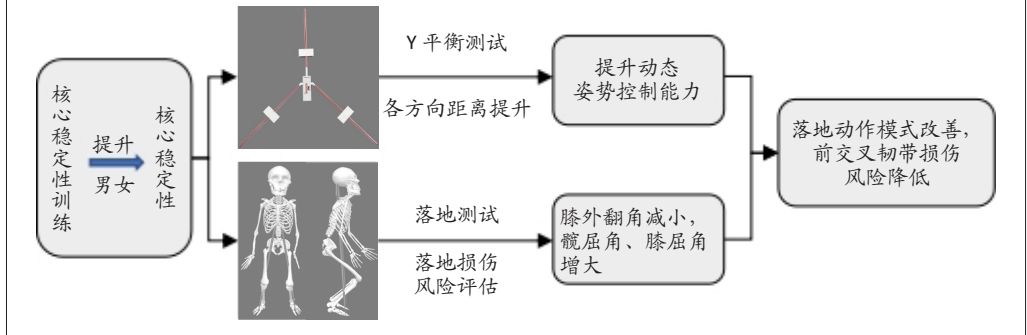 核心稳定性训练
提升
男女
核心稳定性
Y 平衡测试
各方向距离提升
提升动态
姿势控制能力
落地测试
落地损伤
风险评估
膝外翻角减小，
髋屈角、膝屈角
增大
落地动作模式改善，
前交叉韧带损伤
风险降低